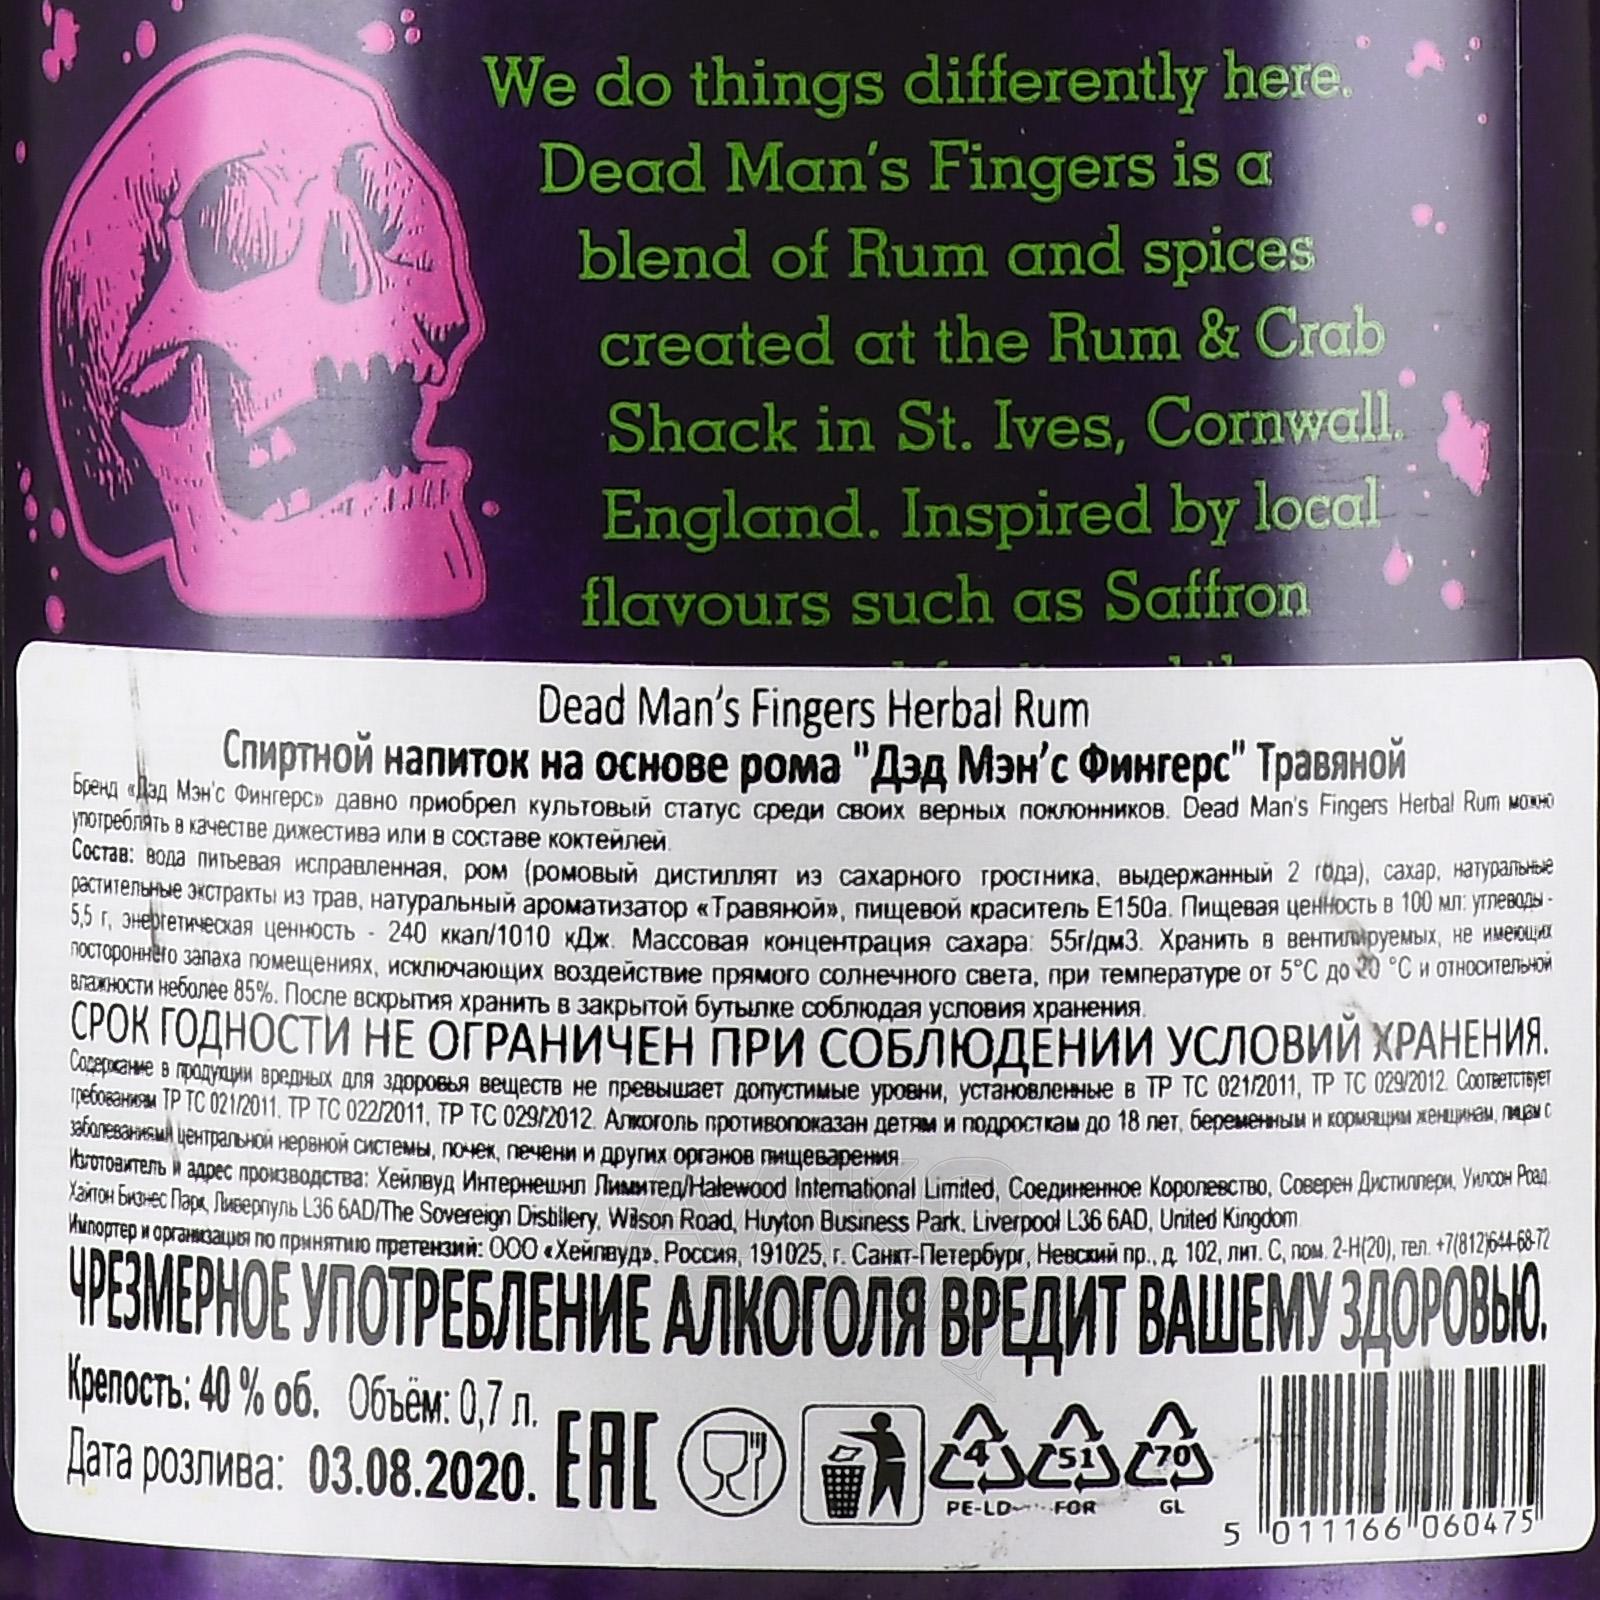 We do things differently here.
Dead Man's Fingers is a
blend of Rum and spices
created at the Rum & Crab
Shack in St. Ives, Cornwall.
England. Inspired by local
flavours such as Saffron
Dead Man's Fingers Herbal Rum
Спиртной напиток на основе рома "Дэд Мэн’с Фингерс" Травяной
Бренд «Дэд Мэн'с Фингерс» давно приобрел культовый статус среди своих верных поклонников. Dead Man's Fingers Herbal Rum можно
употреблять в качестве дижестива или в составе коктейлей.
Состав: вода питьевая исправленная, ром (ромовый дистиллят из сахарного тростника, выдержанный 2 года), сахар, натуральные
растительные экстракты из трав, натуральный ароматизатор «Травяной», пищевой краситель Е150а. Пищевая ценность в 100 мл: углеводы -
5,5 г, энергетическая ценность - 240 ккал/1010 кДж. Массовая концентрация сахара: 55г/дм3. Хранить в вентилируемых, не имеющих
постороннего запаха помещениях, исключающих воздействие прямого солнечного света, при температуре от 5°С до 20 °С и относительной
влажности неболее 85%. После вскрытия хранить в закрытой бутылке соблюдая условия хранения.
СРОК ГОДНОСТИ НЕ ОГРАНИЧЕН ПРИ СОБЛЮДЕНИИ УСЛОВИЙ ХРАНЕНИЯ.
Содержание в продукции вредных для здоровья веществ не превышает допустимые уровни, установленные в ТР ТС 021/2011, ТР ТС 029/2012. Соответствует
требованиям ТР ТС 021/2011, ТР ТС 022/2011, ТР ТС 029/2012. Алкоголь противопоказан детям и подросткам до 18 лет, беременным и кормящим женщинам, лицам с
заболеваниями центральной нервной системы, почек, печени и других органов пищеварения.
Изготовитель и адрес производства: Хейлвуд Интернешнл Лимитед/Halewood International Limited, Соединенное Королевство, Соверен Дистиллери, Уилсон Роад,
Хайтон Бизнес Парк, Ливерпуль L36 6AD/The Sovereign Distillery, Wilson Road, Huyton Business Park, Liverpool L36 6AD, United Kingdom
Импортер и организация по принятию претензий: ООО «Хейлвуд», Россия, 191025, г. Санкт-Петербург, Невский пр., д. 102, лит. С, пом. 2-Н(20), тел. +7(812)644-68-72
ЧРЕЗМЕРНОЕ УПОТРЕБЛЕНИЕ АЛКОГОЛЯ ВРЕДИТ ВАШЕМУ ЗДОРОВЬЮ.
Крепость: 40 % об. Объём: 0,7 л.
Дата розлива: 03.08.2020.
EAC
4 51 70
PE-LD FOR GL
5 011166 060475